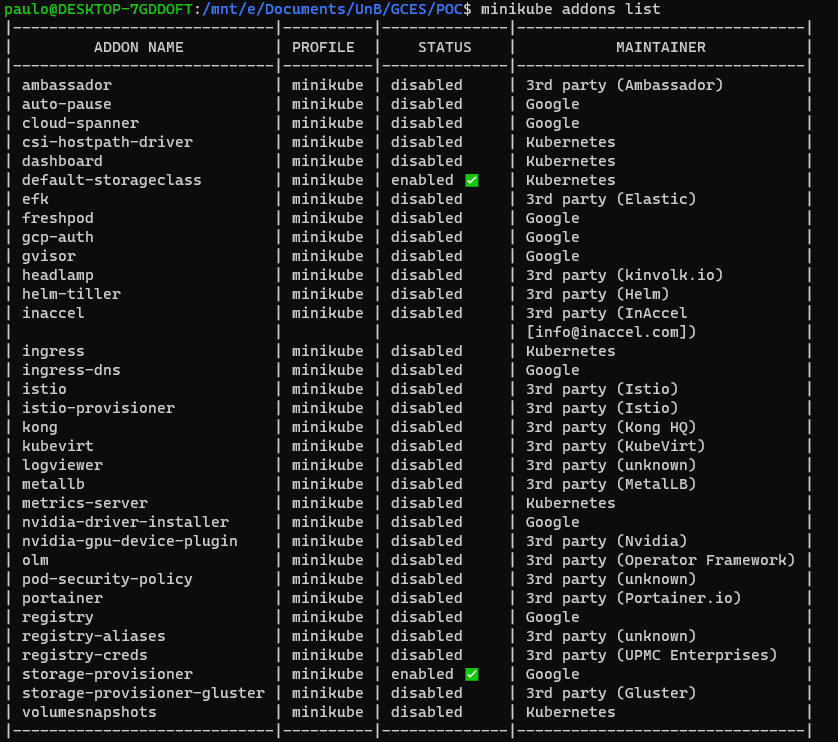 paulo@DESKTOP-7GDDOFT:/mnt/e/Documents/UnB/GCES/POC$ minikube addons list
|-----------------------------|----------|--------------|--------------------------------|
|         ADDON NAME          | PROFILE  |    STATUS    |           MAINTAINER           |
|-----------------------------|----------|--------------|--------------------------------|
| ambassador                  | minikube | disabled     | 3rd party (Ambassador)         |
| auto-pause                  | minikube | disabled     | Google                         |
| cloud-spanner               | minikube | disabled     | Google                         |
| csi-hostpath-driver         | minikube | disabled     | Kubernetes                     |
| dashboard                   | minikube | disabled     | Kubernetes                     |
| default-storageclass        | minikube | enabled ✅   | Kubernetes                     |
| efk                         | minikube | disabled     | 3rd party (Elastic)            |
| freshpod                    | minikube | disabled     | Google                         |
| gcp-auth                    | minikube | disabled     | Google                         |
| gvisor                      | minikube | disabled     | Google                         |
| headlamp                    | minikube | disabled     | 3rd party (kinvolk.io)         |
| helm-tiller                 | minikube | disabled     | 3rd party (Helm)               |
| inaccel                     | minikube | disabled     | 3rd party (InAccel             |
|                             |          |              | [info@inaccel.com])            |
| ingress                     | minikube | disabled     | Kubernetes                     |
| ingress-dns                 | minikube | disabled     | Google                         |
| istio                       | minikube | disabled     | 3rd party (Istio)              |
| istio-provisioner           | minikube | disabled     | 3rd party (Istio)              |
| kong                        | minikube | disabled     | 3rd party (Kong HQ)            |
| kubevirt                    | minikube | disabled     | 3rd party (KubeVirt)           |
| logviewer                   | minikube | disabled     | 3rd party (unknown)            |
| metallb                     | minikube | disabled     | 3rd party (MetalLB)            |
| metrics-server              | minikube | disabled     | Kubernetes                     |
| nvidia-driver-installer     | minikube | disabled     | Google                         |
| nvidia-gpu-device-plugin    | minikube | disabled     | 3rd party (Nvidia)             |
| olm                         | minikube | disabled     | 3rd party (Operator Framework) |
| pod-security-policy         | minikube | disabled     | 3rd party (unknown)            |
| portainer                   | minikube | disabled     | 3rd party (Portainer.io)       |
| registry                    | minikube | disabled     | Google                         |
| registry-aliases            | minikube | disabled     | 3rd party (unknown)            |
| registry-creds              | minikube | disabled     | 3rd party (UPMC Enterprises)   |
| storage-provisioner         | minikube | enabled ✅   | Google                         |
| storage-provisioner-gluster | minikube | disabled     | 3rd party (Gluster)            |
| volumesnapshots             | minikube | disabled     | Kubernetes                     |
|-----------------------------|----------|--------------|--------------------------------|